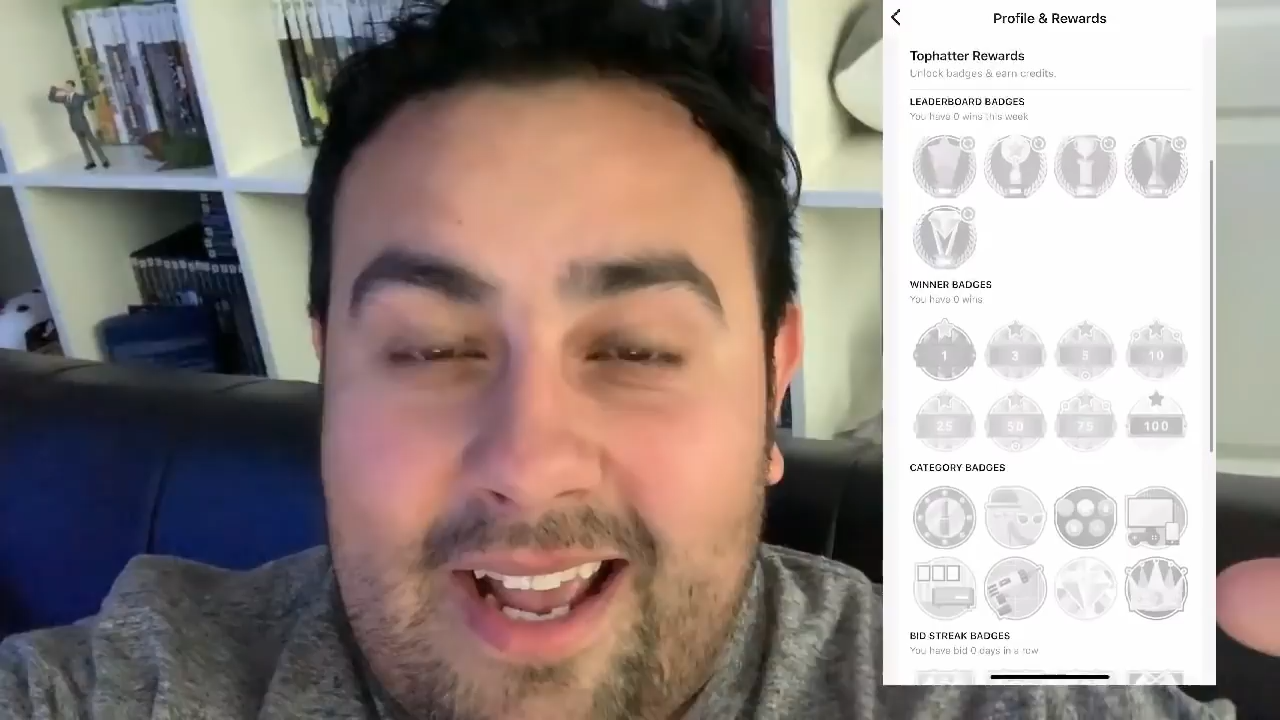 Profile & Rewards
Tophatter Rewards
Unlock badges & earn credits.
LEADERBOARD BADGES
You have 0 wins this week
WINNER BADGES
You have 0 wins
1
3
5
10
25
50
75
100
CATEGORY BADGES
BID STREAK BADGES
You have bid 0 days in a row